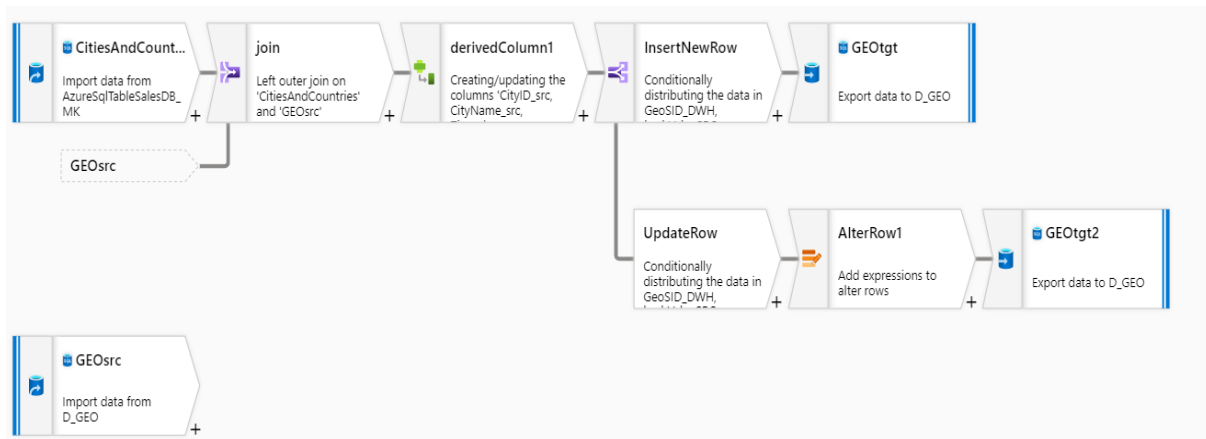 CitiesAndCount...
Import data from
AzureSqlTableSalesDB_
MK
+
join
Left outer join on
'CitiesAndCountries'
and 'GEOsrc'
+
derivedColumn1
Creating/updating the
columns 'CityID_src,
CityName_src,
+
InsertNewRow
Conditionally
distributing the data in
GeoSID_DWH,
+
GEOtgt
Export data to D_GEO
GEOsrc
UpdateRow
Conditionally
distributing the data in
GeoSID_DWH,
+
AlterRow1
Add expressions to
alter rows
+
GEOtgt2
Export data to D_GEO
GEOsrc
Import data from
D_GEO
+